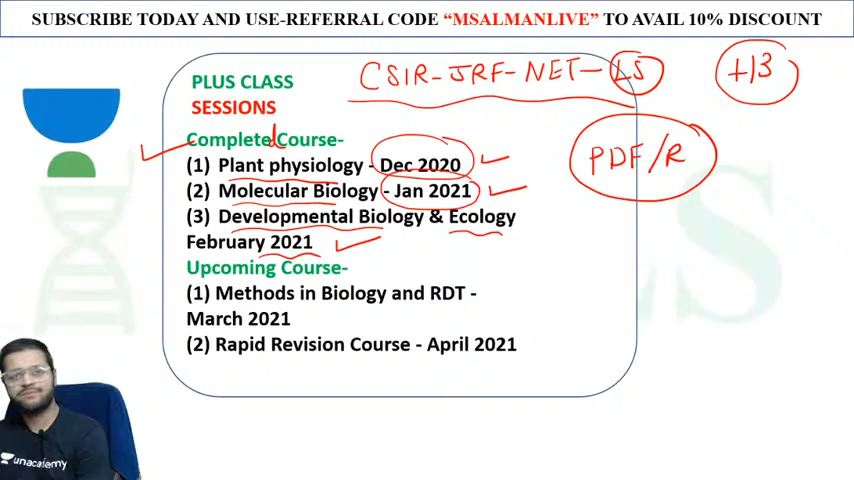 SUBSCRIBE TODAY AND USE-REFERRAL CODE “MSALMANLIVE” TO AVAIL 10% DISCOUNT
PLUS CLASS
SESSIONS
CSIR-JRF-NET-LS
+13
Completed Course-
(1) Plant physiology - Dec 2020
(2) Molecular Biology - Jan 2021
(3) Developmental Biology & Ecology
February 2021
PDF/R
Upcoming Course-
(1) Methods in Biology and RDT -
March 2021
(2) Rapid Revision Course - April 2021
LS
unacademy